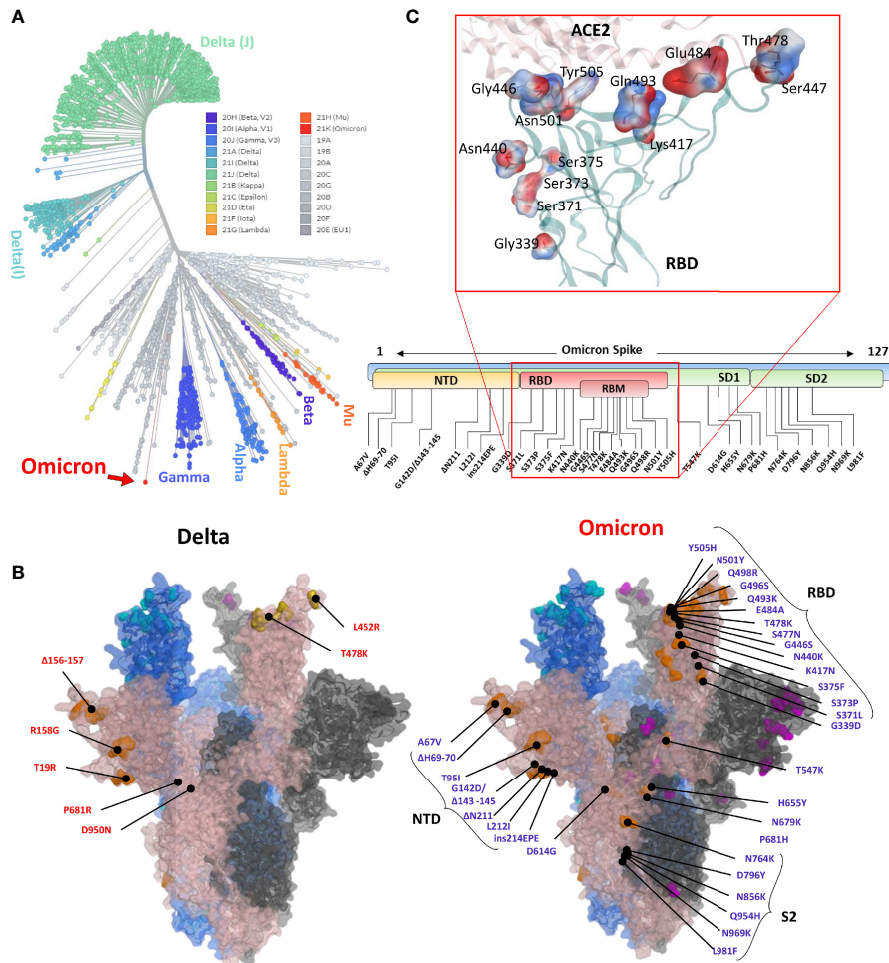 A
Delta (J)
20H (Beta, V2)
20I (Alpha, V1)
20J (Gamma, V3)
21A (Delta)
21I (Delta)
21J (Delta)
21B (Kappa)
21C (Epsilon)
21D (Eta)
21F (Iota)
21G (Lambda)
21H (Mu)
21K (Omicron)
19A
19B
20A
20C
20G
20B
20D
20F
20E (EU1)
Delta(I)
Omicron
Gamma
Alpha
Lambda
Beta
Mu
C
ACE2
Thr478
Glu484
Tyr505
Gln493
Gly446
Ser447
Asn501
Lys417
Asn440
Ser375
Ser373
Ser371
Gly339
RBD
1
Omicron Spike
127
NTD
RBD
RBM
SD1
SD2
A67V
ΔH69-70
T95I
G142D/Δ143 -145
ΔN211
L212I
ins214EPE
G339D
S371L
S373P
S375F
K417N
N440K
G446S
S477N
T478K
E484A
Q493K
G496S
Q498R
N501Y
Y505H
T547K
D614G
H655Y
N679K
P681H
N764K
D796Y
N856K
Q954H
N969K
L981F
B
Delta
L452R
T478K
Δ156-157
R158G
T19R
P681R
D950N
Omicron
Y505H
N501Y
Q498R
G496S
Q493K
E484A
T478K
S477N
G446S
N440K
K417N
S375F
S373P
S371L
G339D
RBD
A67V
ΔH69-70
T95I
G142D/
Δ143 -145
ΔN211
L212I
ins214EPE
D614G
NTD
T547K
H655Y
N679K
P681H
N764K
D796Y
N856K
Q954H
N969K
L981F
S2